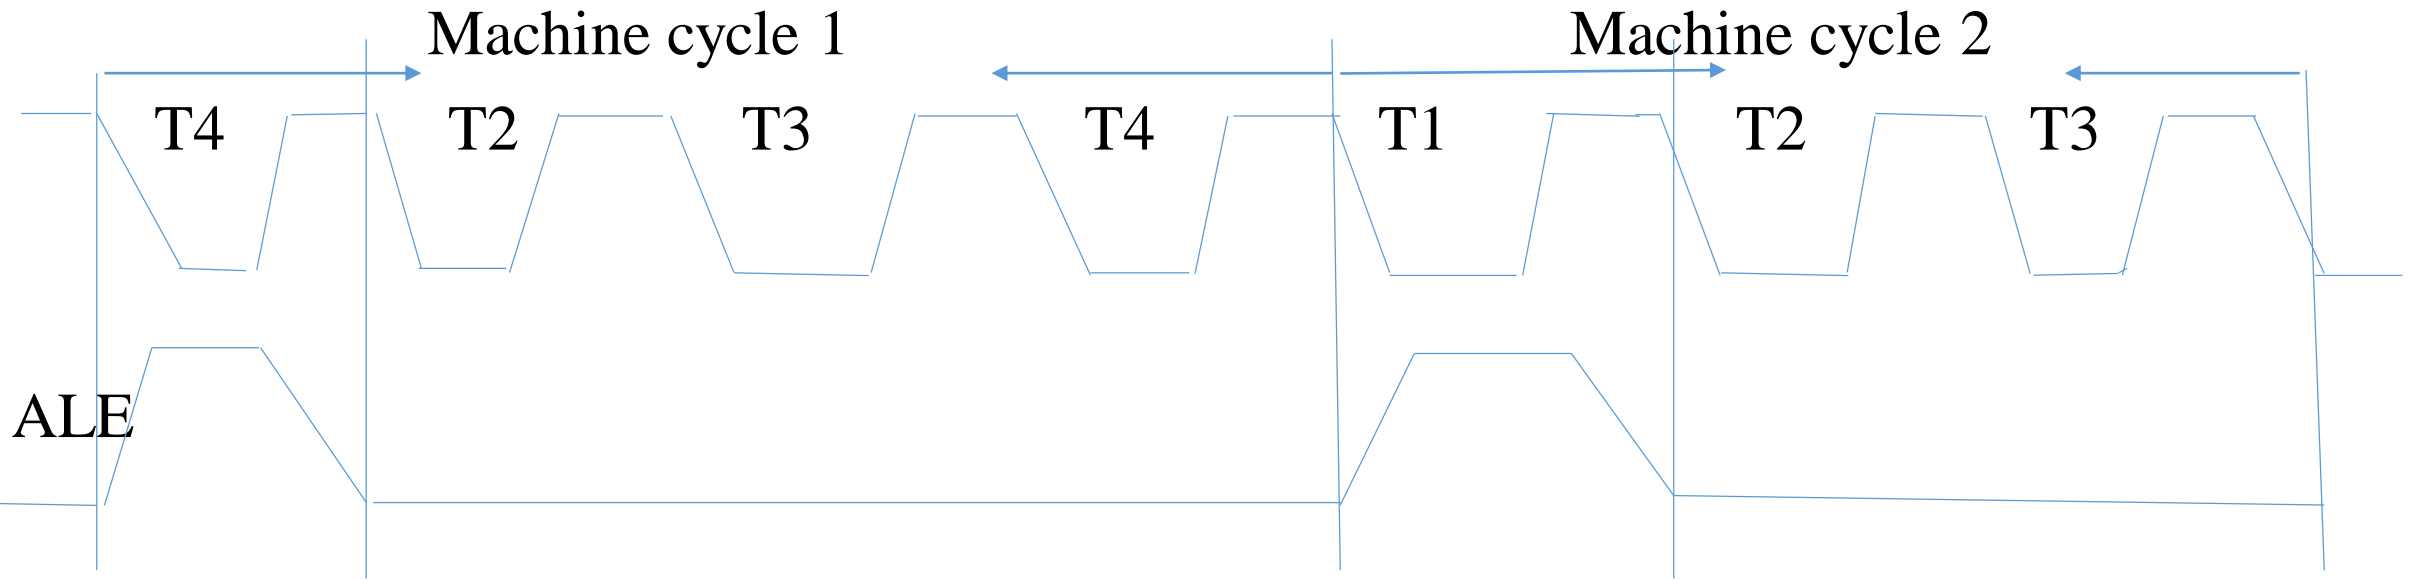 Machine cycle 1 Machine cycle 2
T4 T2 T3 T4 T1 T2 T3
ALE